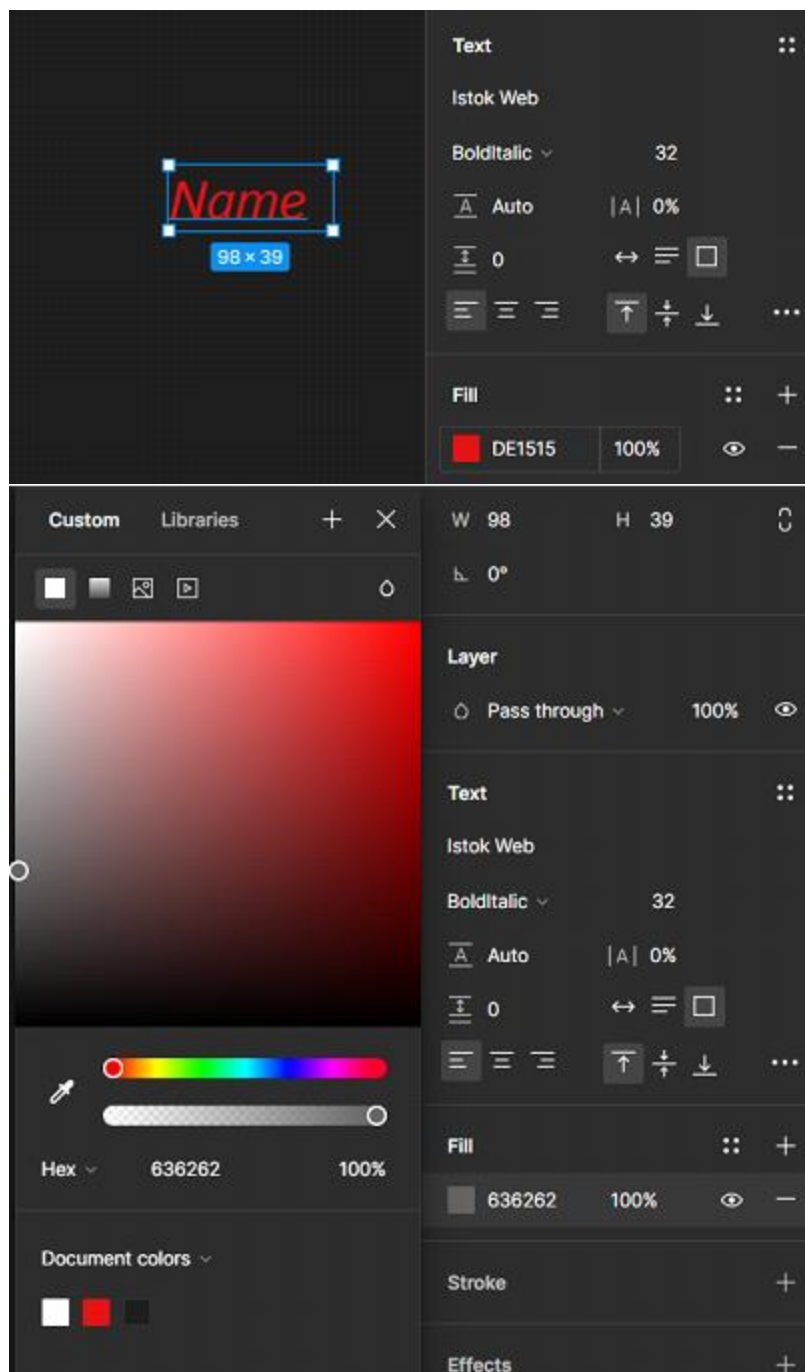 Text
Istok Web
Name
BoldItalic 32
A Auto |A| 0%
98 × 39
0
Fill
DE1515 100%
Custom Libraries
W 98 H 39
0°
Layer
Pass through 100%
Text
Istok Web
BoldItalic 32
A Auto |A| 0%
0
Hex 636262 100%
Fill
636262 100%
Document colors
Stroke
Effects